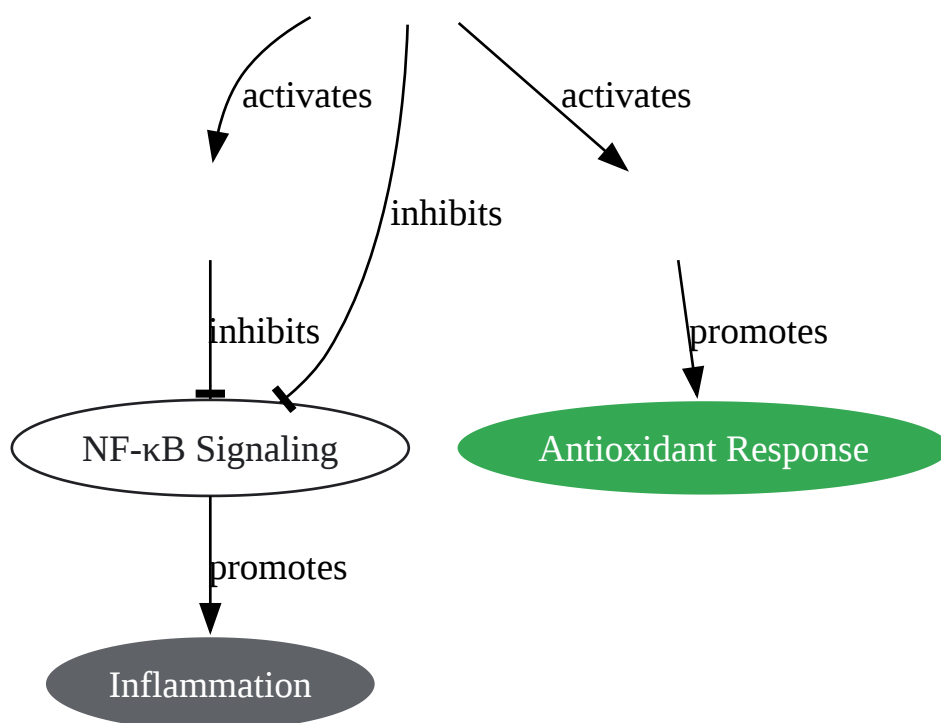 activates
activates
inhibits
inhibits
promotes
NF-κB Signaling
Antioxidant Response
promotes
Inflammation